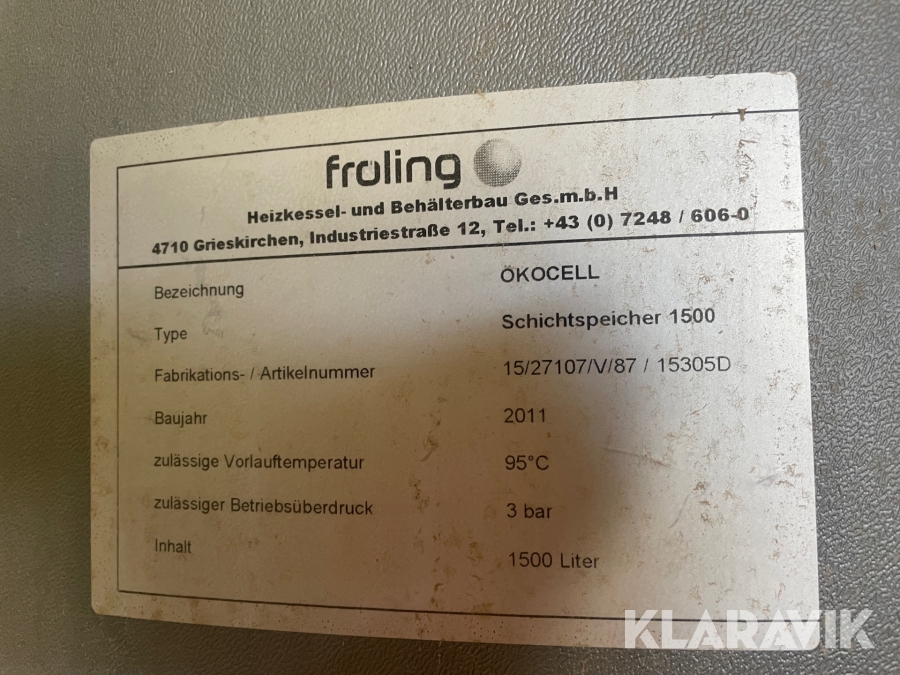 froling
Heizkessel- und Behälterbau Ges.m.b.H
4710 Grieskirchen, Industriestraße 12, Tel.: +43 (0) 7248 / 606-0
Bezeichnung ÖKOCELL
Type Schichtspeicher 1500
Fabrikations- / Artikelnummer 15/27107/V/87 / 15305D
Baujahr 2011
zulässige Vorlauftemperatur 95°C
zulässiger Betriebsüberdruck 3 bar
Inhalt 1500 Liter
KLARAVIK